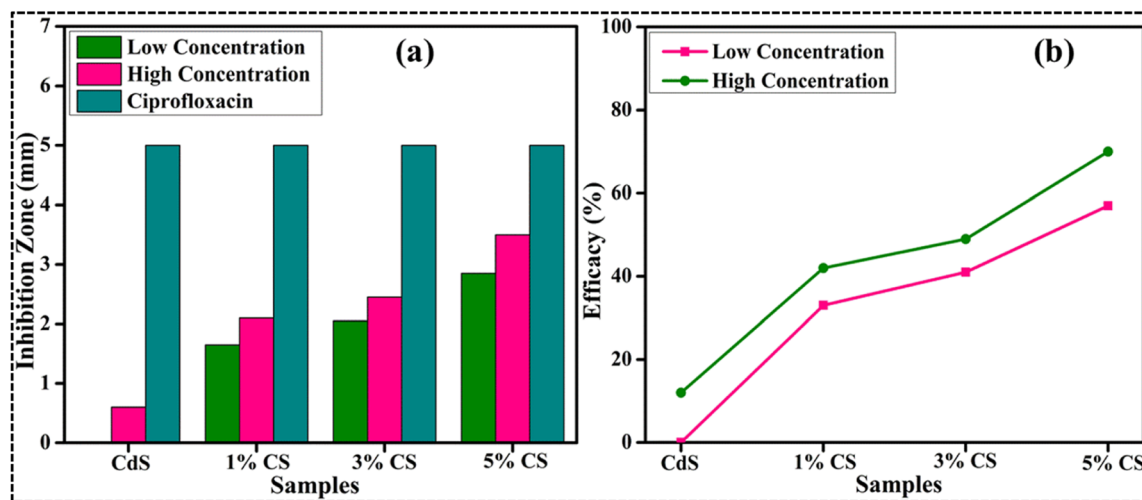 (a)
Low Concentration
High Concentration
Ciprofloxacin
Inhibition Zone (mm)
7
6
5
4
3
2
1
0
CdS 1% CS 3% CS 5% CS
Samples
(b)
Low Concentration
High Concentration
Efficacy (%)
100
80
60
40
20
0
CdS 1% CS 3% CS 5% CS
Samples